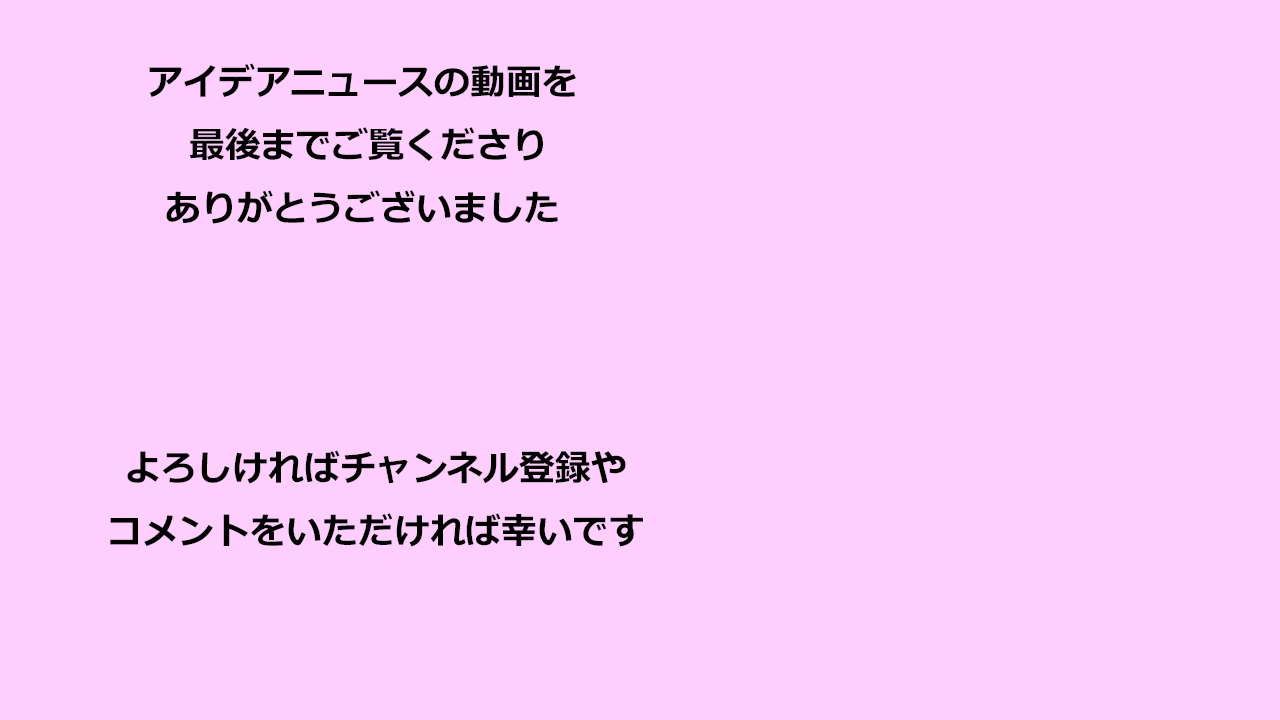 アイデアニュースの動画を
最後までご覧くださり
ありがとうございました
よろしければチャンネル登録や
コメントをいただければ幸いです